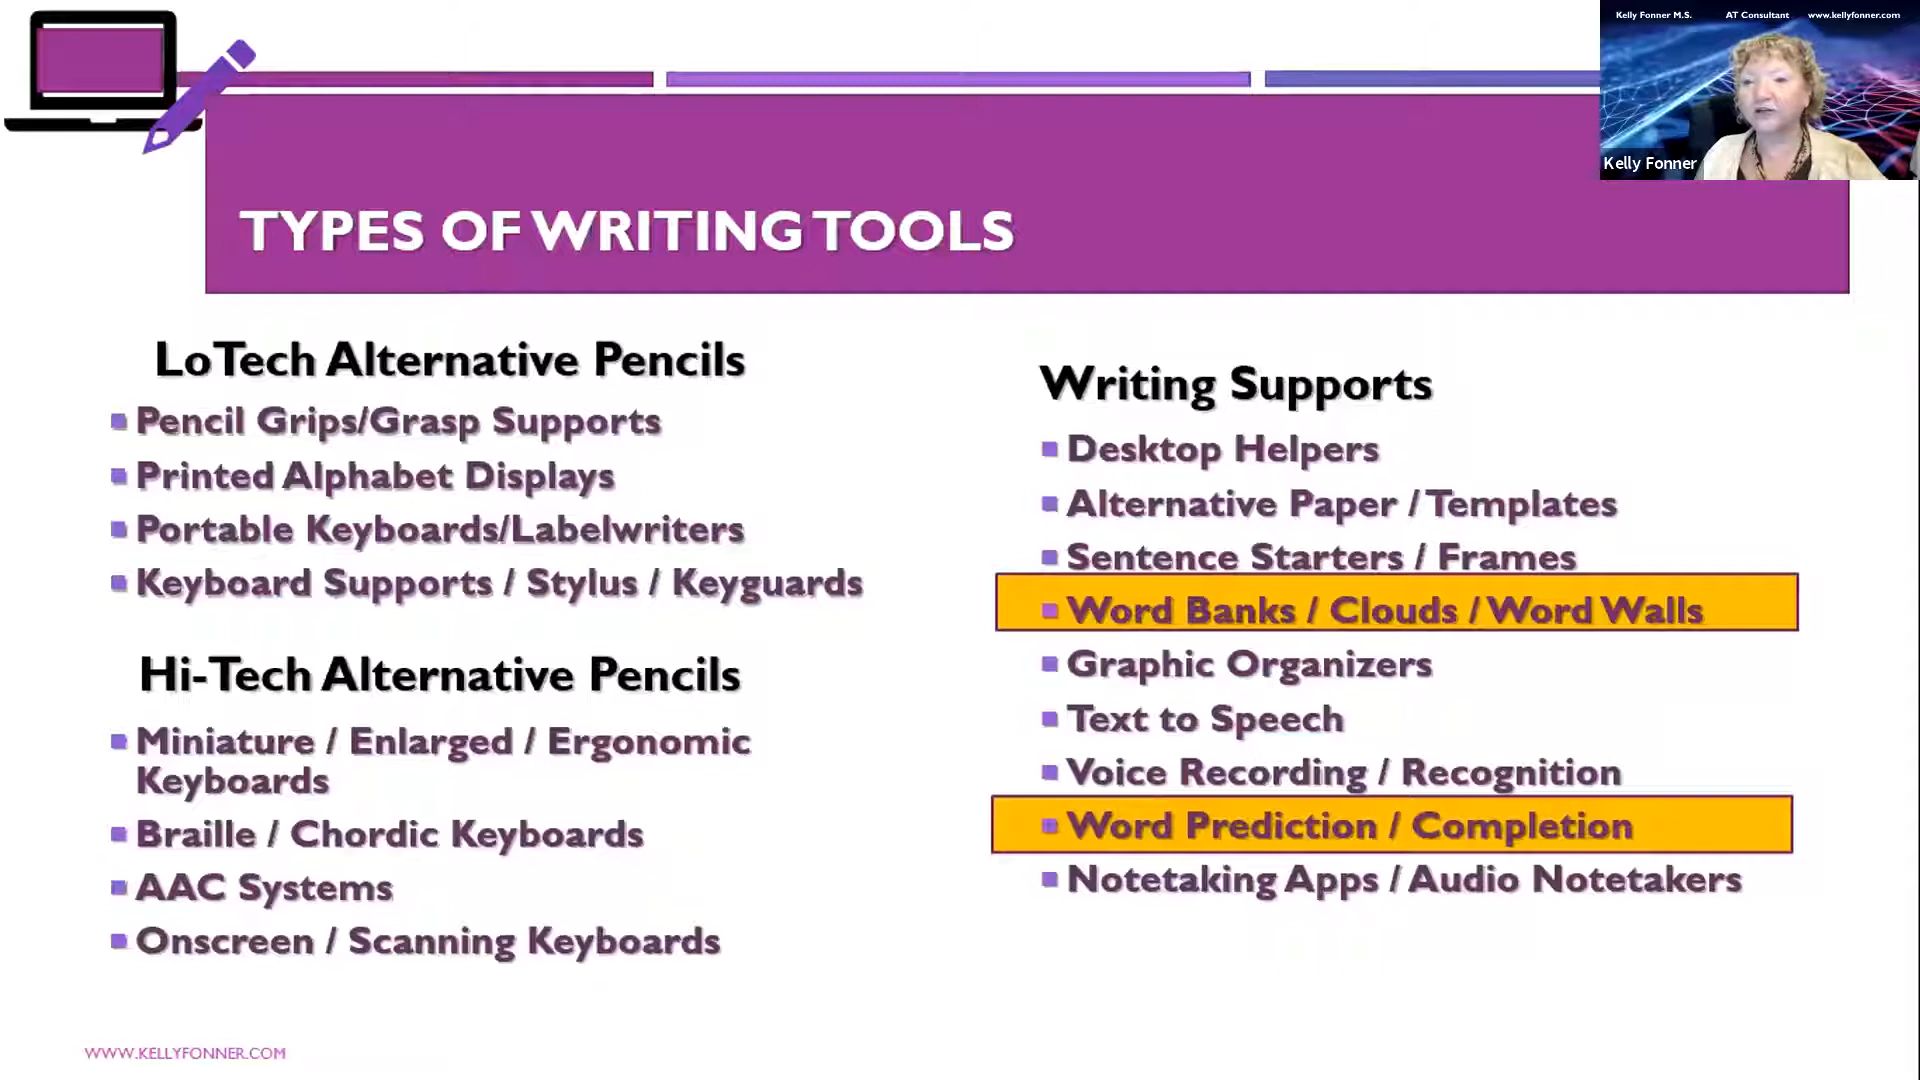 Kelly Fonner M.S. AT Consultant www.kellyfonner.com
Kelly Fonner
TYPES OF WRITING TOOLS
LoTech Alternative Pencils
Pencil Grips/Grasp Supports
Printed Alphabet Displays
Portable Keyboards/Labelwriters
Keyboard Supports / Stylus / Keyguards
Hi-Tech Alternative Pencils
Miniature / Enlarged / Ergonomic
Keyboards
Braille / Chordic Keyboards
AAC Systems
Onscreen / Scanning Keyboards
Writing Supports
Desktop Helpers
Alternative Paper / Templates
Sentence Starters / Frames
Word Banks / Clouds / Word Walls
Graphic Organizers
Text to Speech
Voice Recording / Recognition
Word Prediction / Completion
Notetaking Apps / Audio Notetakers
WWW.KELLYFONNER.COM